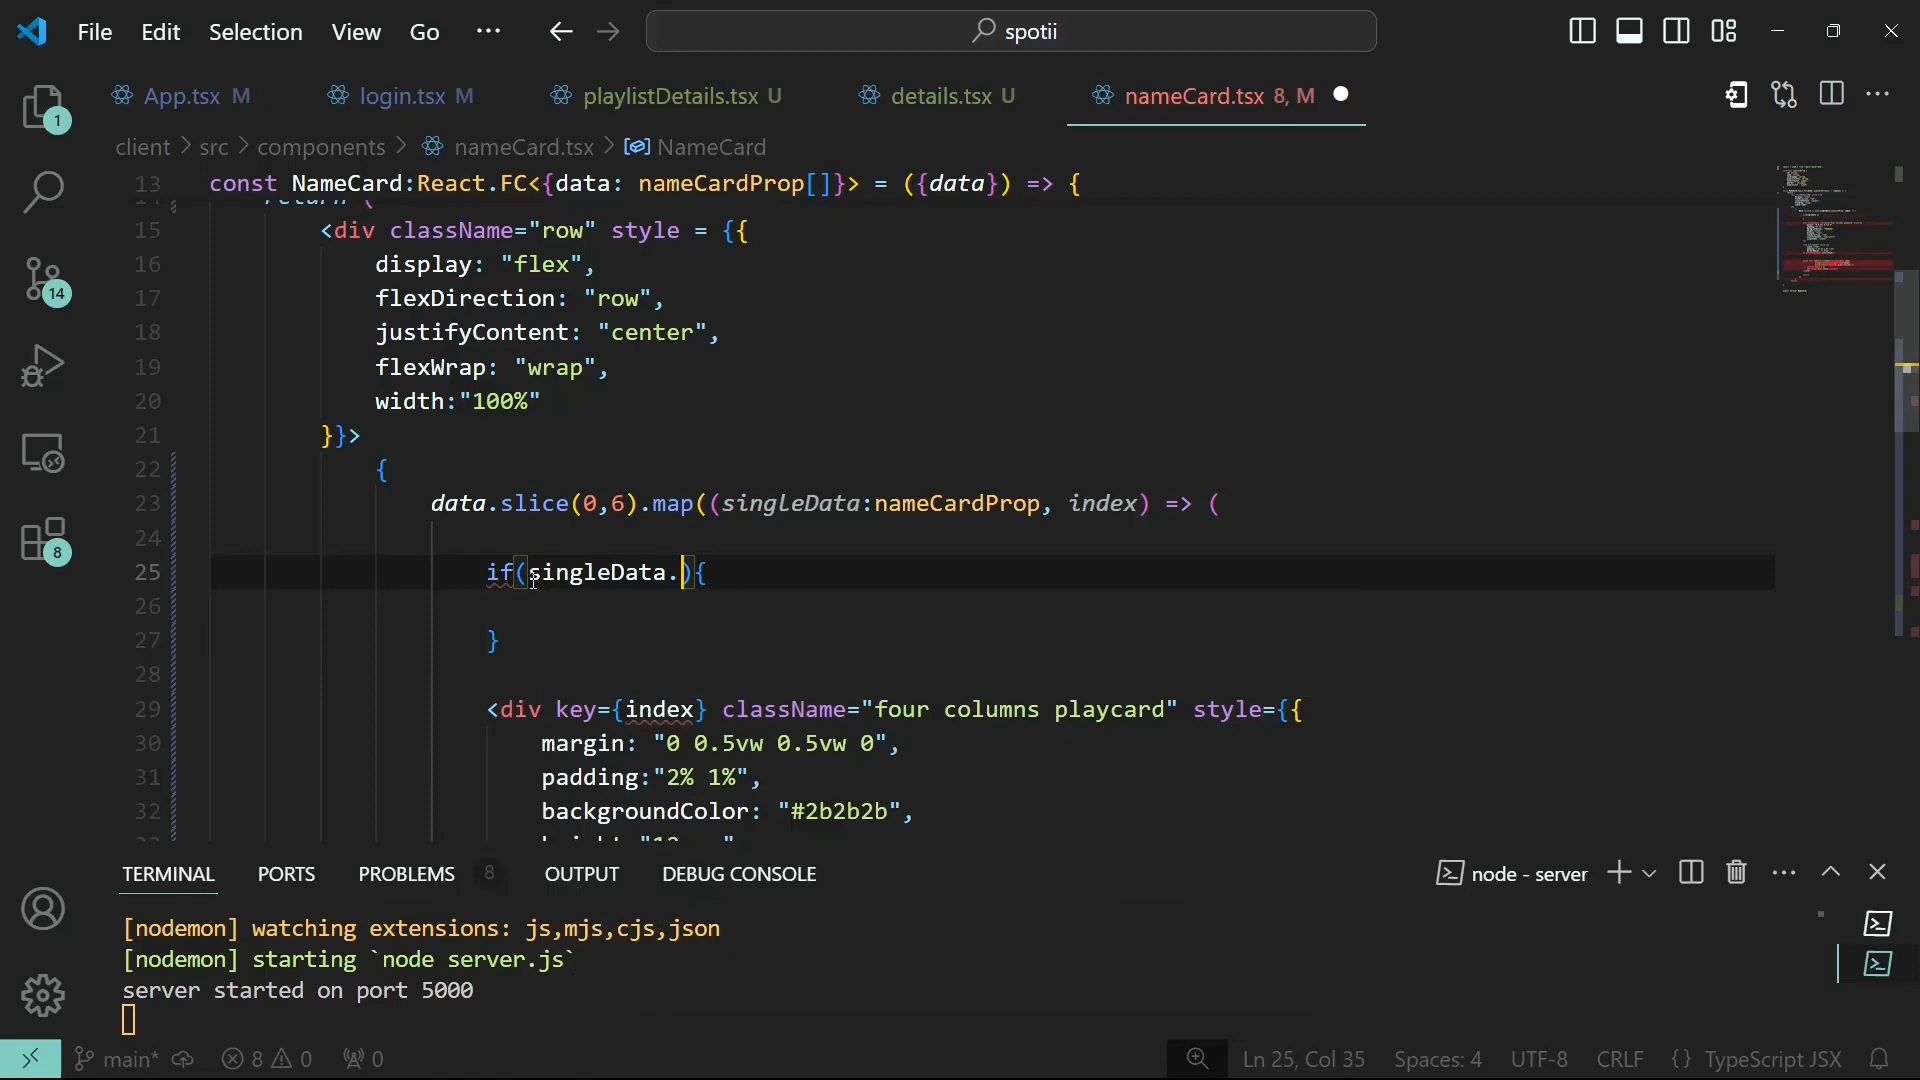 File Edit Selection View Go ··· spotii
App.tsx M login.tsx M playlistDetails.tsx U details.tsx U nameCard.tsx 8, M
client > src > components > nameCard.tsx > NameCard
13 const NameCard:React.FC<{data: nameCardProp[]}> = ({data}) => {
return (
15 <div className="row" style = {{
16 display: "flex",
17 flexDirection: "row",
18 justifyContent: "center",
19 flexWrap: "wrap",
20 width:"100%"
21 }}>
22 {
23 data.slice(0,6).map((singleData:nameCardProp, index) => (
24
25 if(singleData.){
26
27 }
28
29 <div key={index} className="four columns playcard" style={{
30 margin: "0 0.5vw 0.5vw 0",
31 padding:"2% 1%",
32 backgroundColor: "#2b2b2b",
TERMINAL PORTS PROBLEMS 8 OUTPUT DEBUG CONSOLE node - server
[nodemon] watching extensions: js,mjs,cjs,json
[nodemon] starting `node server.js`
server started on port 5000
1
14
8
main* 8 0 0 Ln 25, Col 35 Spaces: 4 UTF-8 CRLF {} TypeScript JSX